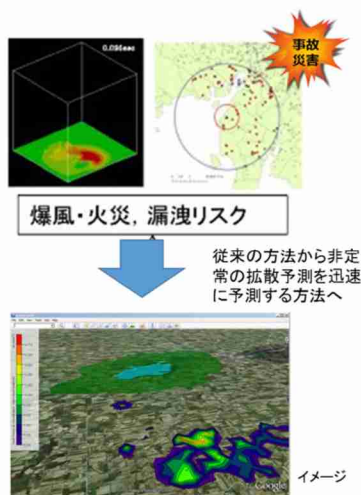 0.096sec
事故
災害
爆風・火災，漏洩リスク
従来の方法から非定
常の拡散予測を迅速
に予測する方法へ
Google
イメージ